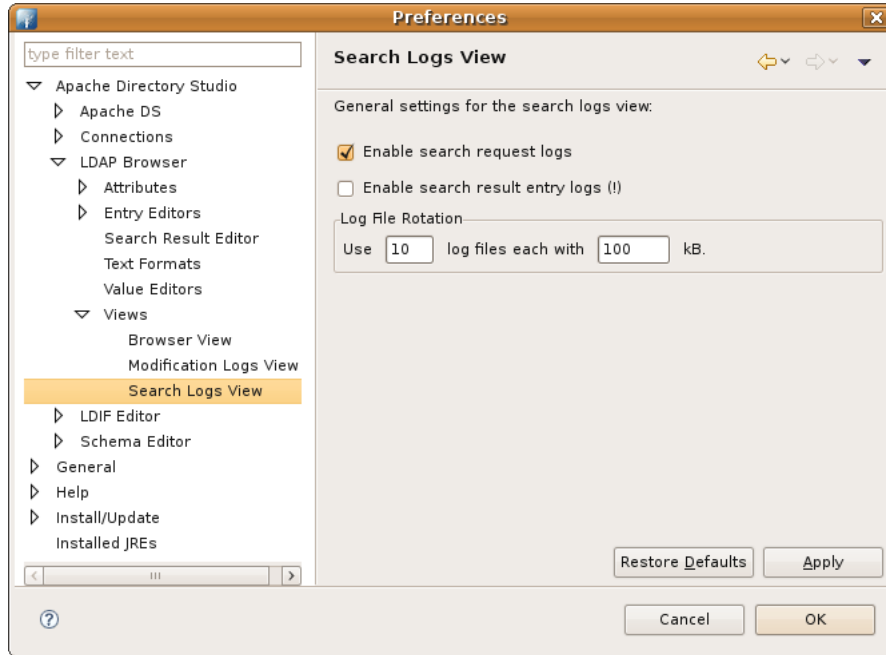 Preferences
type filter text
Apache Directory Studio
Apache DS
Connections
LDAP Browser
Attributes
Entry Editors
Search Result Editor
Text Formats
Value Editors
Views
Browser View
Modification Logs View
Search Logs View
LDIF Editor
Schema Editor
General
Help
Install/Update
Installed JREs
Search Logs View
General settings for the search logs view:
Enable search request logs
Enable search result entry logs (!)
Log File Rotation
Use 10 log files each with 100 kB.
Restore Defaults Apply
Cancel OK